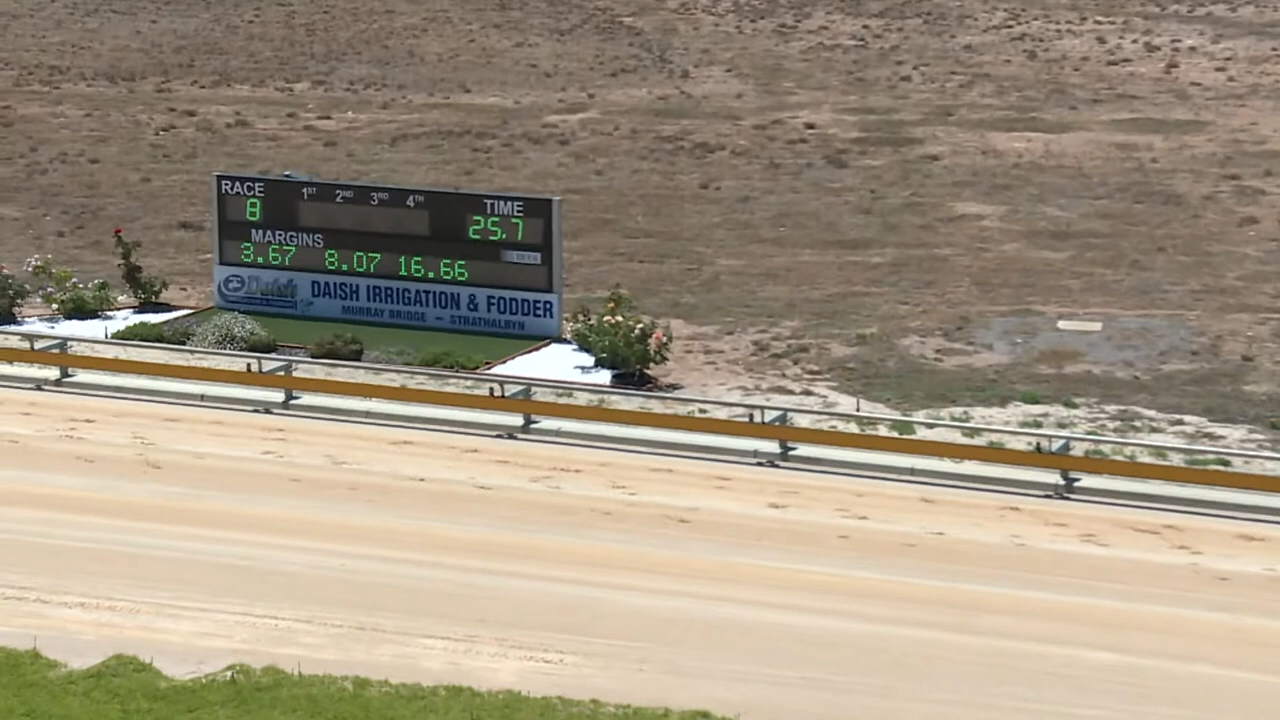 RACE 1ST 2ND 3RD 4TH TIME
8 25.7
MARGINS
3.67 8.07 16.66
Daish
DAISH IRRIGATION & FODDER
MURRAY BRIDGE – STRATHALBYN